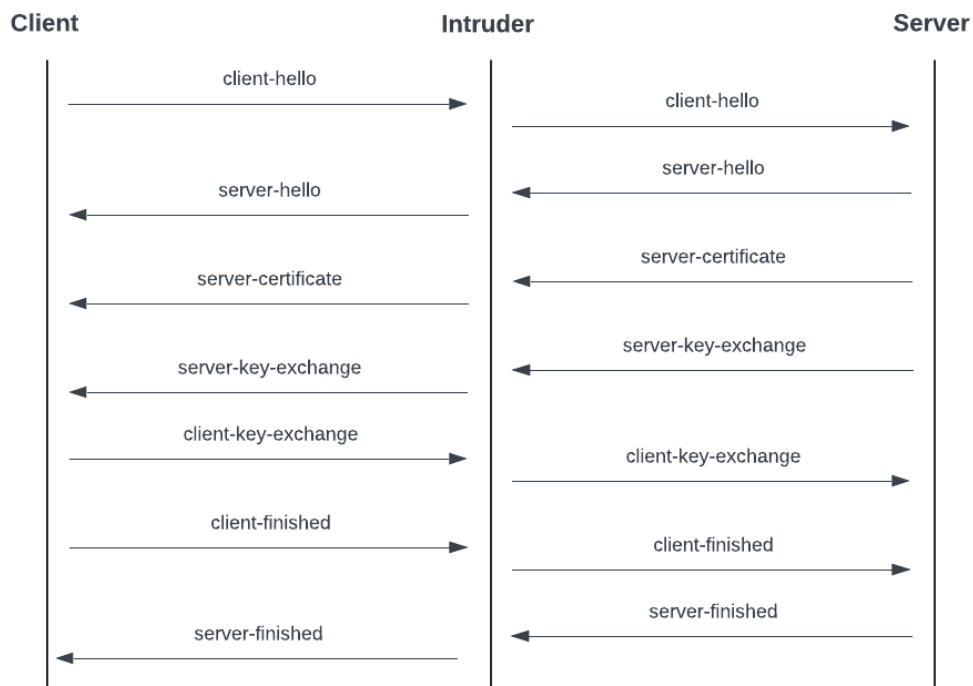 Client
Intruder
Server
client-hello
client-hello
server-hello
server-hello
server-certificate
server-certificate
server-key-exchange
server-key-exchange
client-key-exchange
client-key-exchange
client-finished
client-finished
server-finished
server-finished